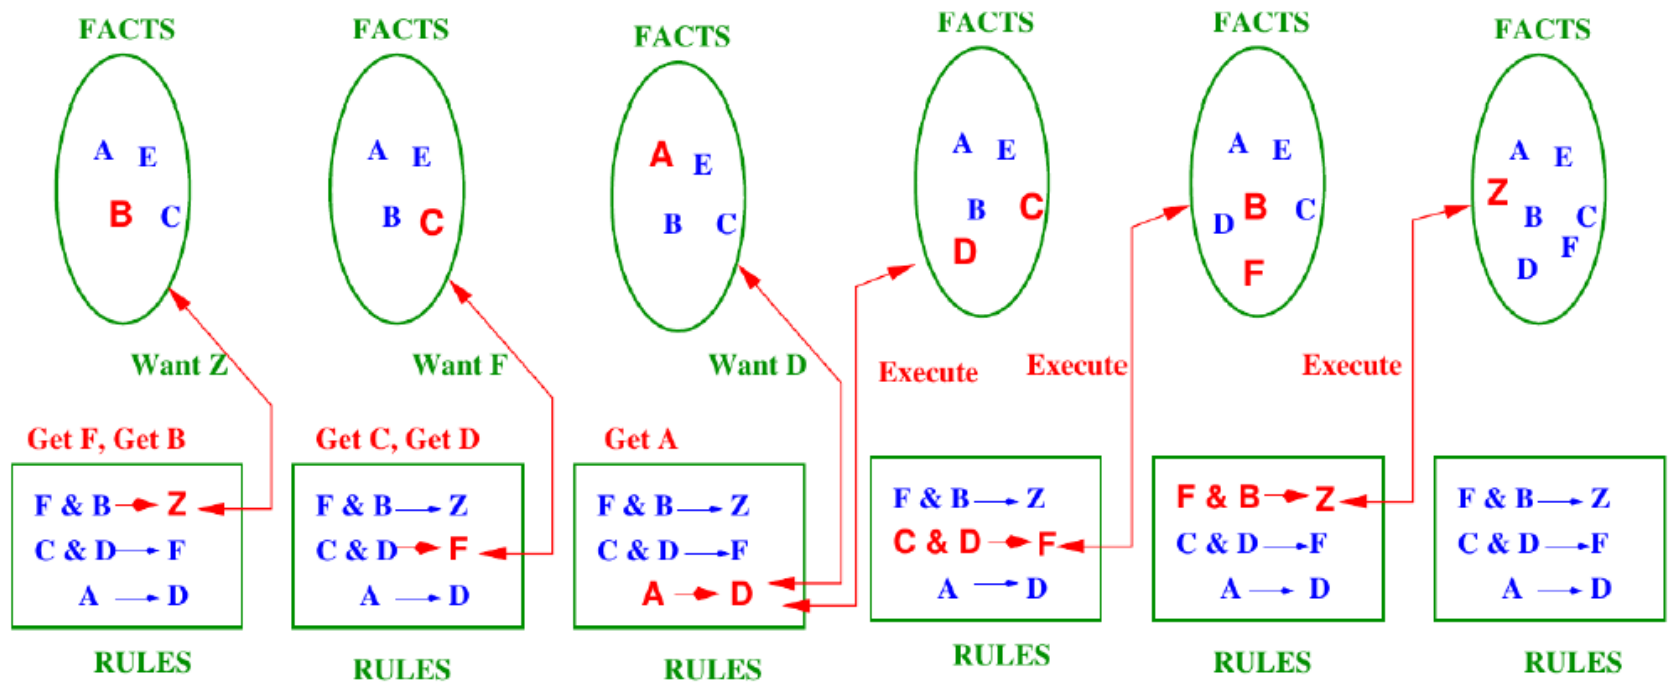 FACTS
A E
B C
Want Z
Get F, Get B
F & B → Z
C & D → F
A → D
RULES
FACTS
A E
B C
Want F
Get C, Get D
F & B → Z
C & D → F
A → D
RULES
FACTS
A E
B C
Want D
Get A
F & B → Z
C & D → F
A → D
RULES
FACTS
A E
B C
D
Execute
F & B → Z
C & D → F
A → D
RULES
FACTS
A E
D B C
F
Execute
F & B → Z
C & D → F
A → D
RULES
FACTS
A E
Z B C
D F
Execute
F & B → Z
C & D → F
A → D
RULES